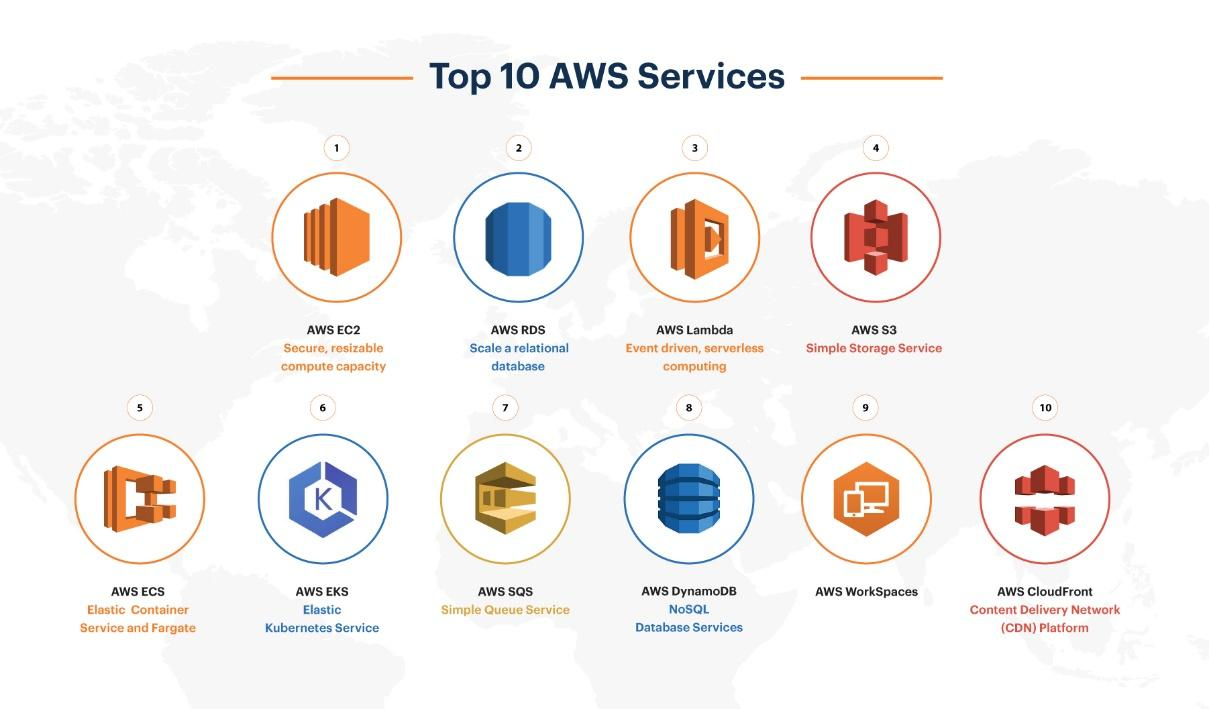 Top 10 AWS Services
1
2
3
4
AWS EC2
Secure, resizable
compute capacity
AWS RDS
Scale a relational
database
AWS Lambda
Event driven, serverless
computing
AWS S3
Simple Storage Service
5
6
7
8
9
10
K
AWS ECS
Elastic Container
Service and Fargate
AWS EKS
Elastic
Kubernetes Service
AWS SQS
Simple Queue Service
AWS DynamoDB
NoSQL
Database Services
AWS WorkSpaces
AWS CloudFront
Content Delivery Network
(CDN) Platform